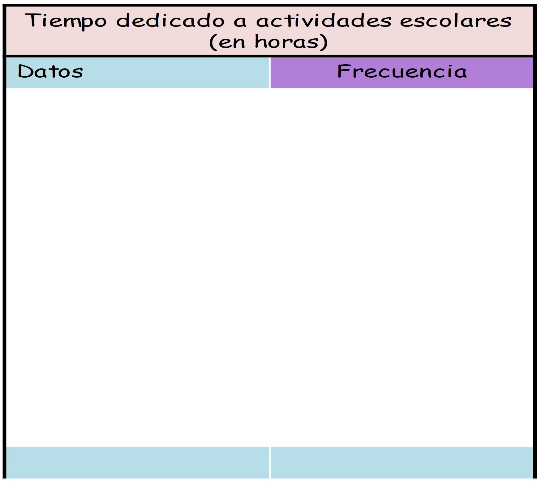 Tiempo dedicado a actividades escolares
(en horas)
Datos Frecuencia